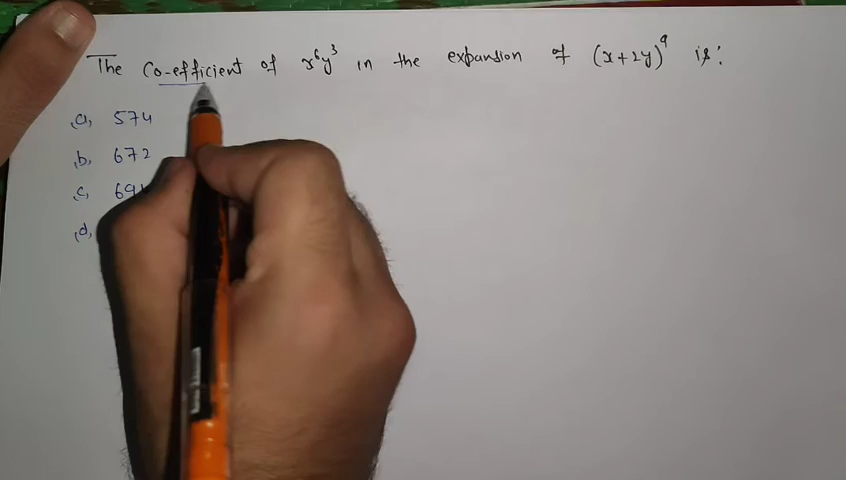 The Co-efficient of x⁶y³ in the expansion of (x+2y)⁹ is:
(a, 574
(b, 672
(c, 69
(d,